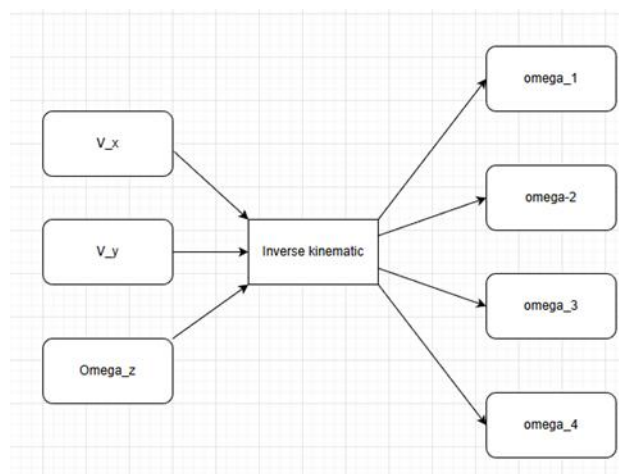 V_x
V_y
Omega_z
Inverse kinematic
omega_1
omega-2
omega_3
omega_4